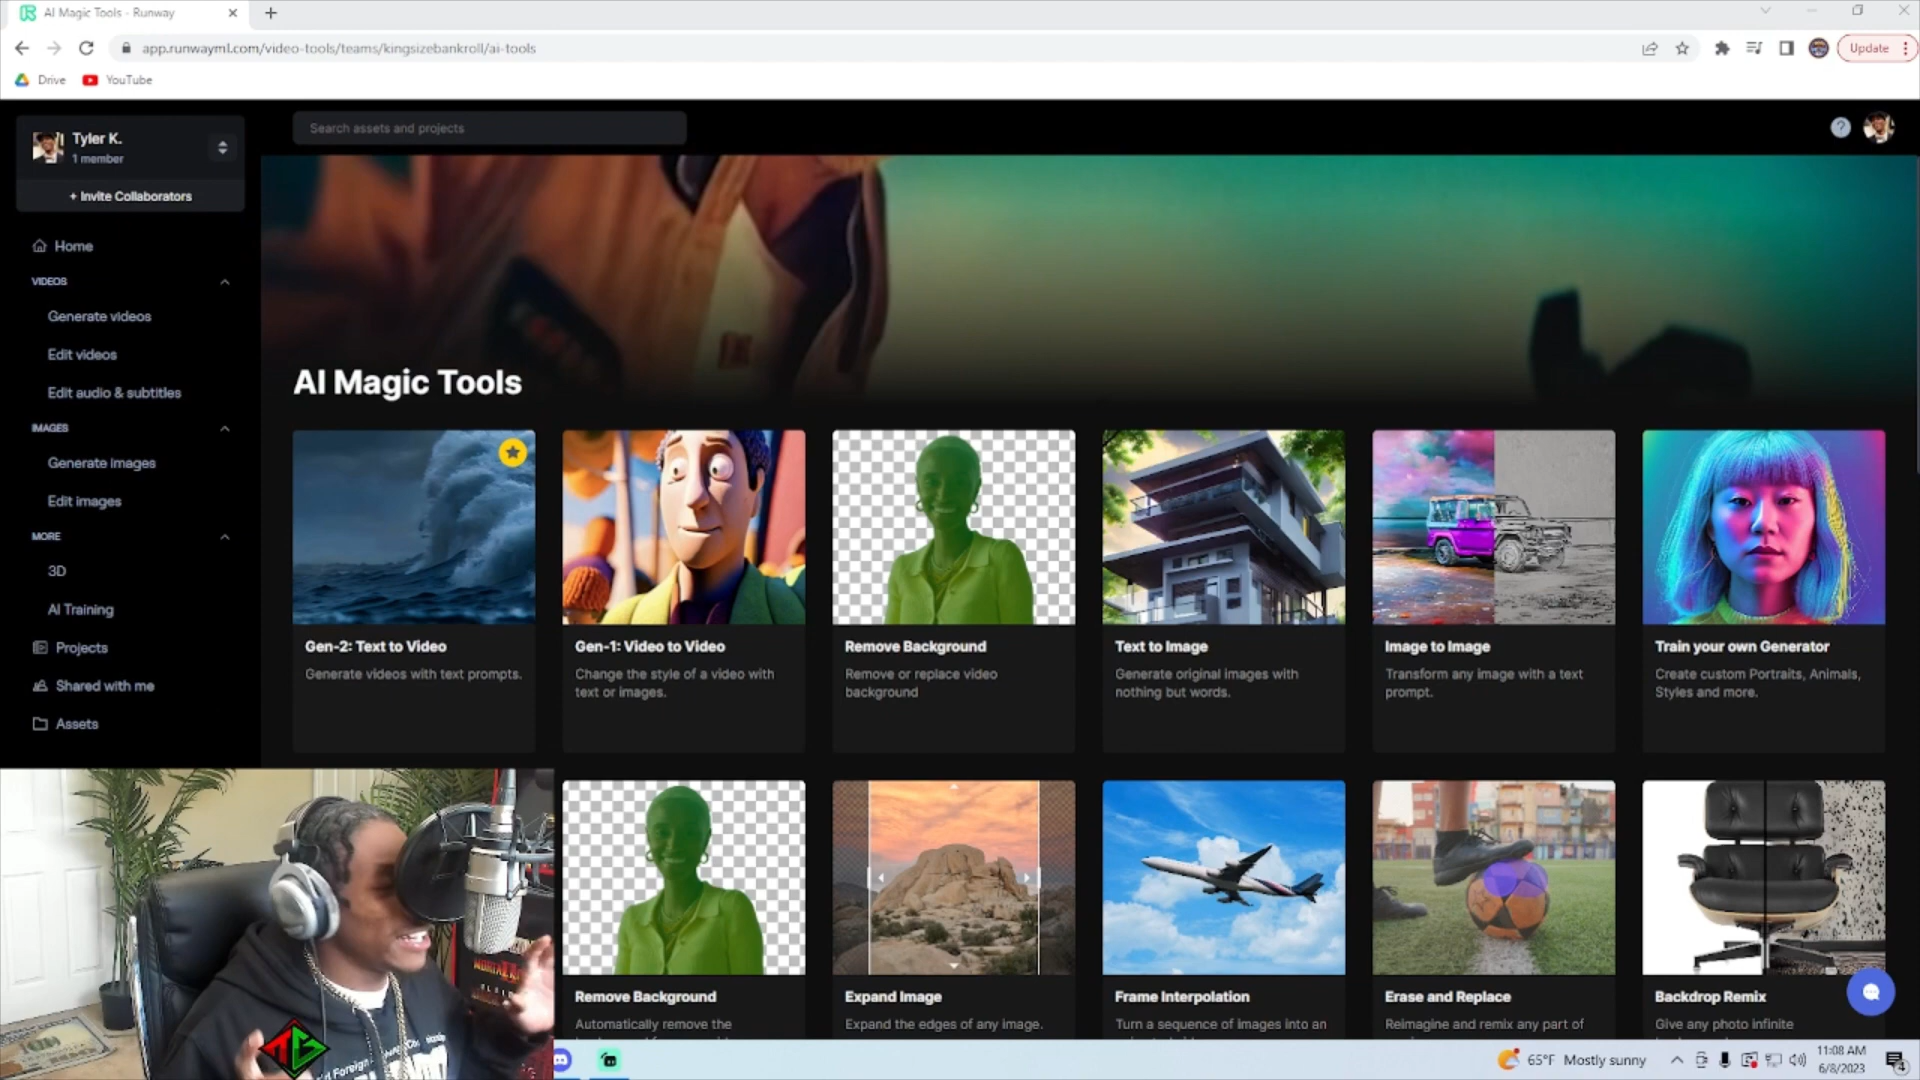 AI Magic Tools - Runway
app.runwayml.com/video-tools/teams/kingsizebankroll/ai-tools
Update
Drive
YouTube
Tyler K.
1 member
+ Invite Collaborators
Search assets and projects
Home
VIDEOS
Generate videos
Edit videos
Edit audio & subtitles
IMAGES
Generate images
Edit images
MORE
3D
AI Training
Projects
Shared with me
Assets
AI Magic Tools
Gen-2: Text to Video
Generate videos with text prompts.
Gen-1: Video to Video
Change the style of a video with
text or images.
Remove Background
Remove or replace video
background
Text to Image
Generate original images with
nothing but words.
Image to Image
Transform any image with a text
prompt.
Train your own Generator
Create custom Portraits, Animals,
Styles and more.
Remove Background
Automatically remove the
Expand Image
Expand the edges of any image.
Frame Interpolation
Turn a sequence of images into an
Erase and Replace
Reimagine and remix any part of
Backdrop Remix
Give any photo infinite
65°F Mostly sunny
11:08 AM
6/8/2023
4